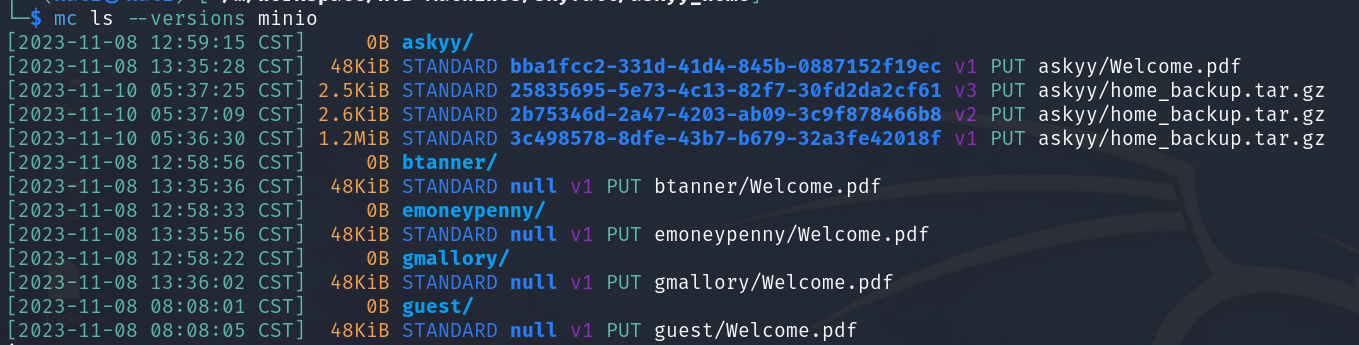 └─$ mc ls --versions minio
[2023-11-08 12:59:15 CST]     0B askyy/
[2023-11-08 13:35:28 CST]  48KiB STANDARD bba1fcc2-331d-41d4-845b-0887152f19ec v1 PUT askyy/Welcome.pdf
[2023-11-10 05:37:25 CST] 2.5KiB STANDARD 25835695-5e73-4c13-82f7-30fd2da2cf61 v3 PUT askyy/home_backup.tar.gz
[2023-11-10 05:37:09 CST] 2.6KiB STANDARD 2b75346d-2a47-4203-ab09-3c9f878466b8 v2 PUT askyy/home_backup.tar.gz
[2023-11-10 05:36:30 CST] 1.2MiB STANDARD 3c498578-8dfe-43b7-b679-32a3fe42018f v1 PUT askyy/home_backup.tar.gz
[2023-11-08 12:58:56 CST]     0B btanner/
[2023-11-08 13:35:36 CST]  48KiB STANDARD null v1 PUT btanner/Welcome.pdf
[2023-11-08 12:58:33 CST]     0B emoneypenny/
[2023-11-08 13:35:56 CST]  48KiB STANDARD null v1 PUT emoneypenny/Welcome.pdf
[2023-11-08 12:58:22 CST]     0B gmallory/
[2023-11-08 13:36:02 CST]  48KiB STANDARD null v1 PUT gmallory/Welcome.pdf
[2023-11-08 08:08:01 CST]     0B guest/
[2023-11-08 08:08:05 CST]  48KiB STANDARD null v1 PUT guest/Welcome.pdf